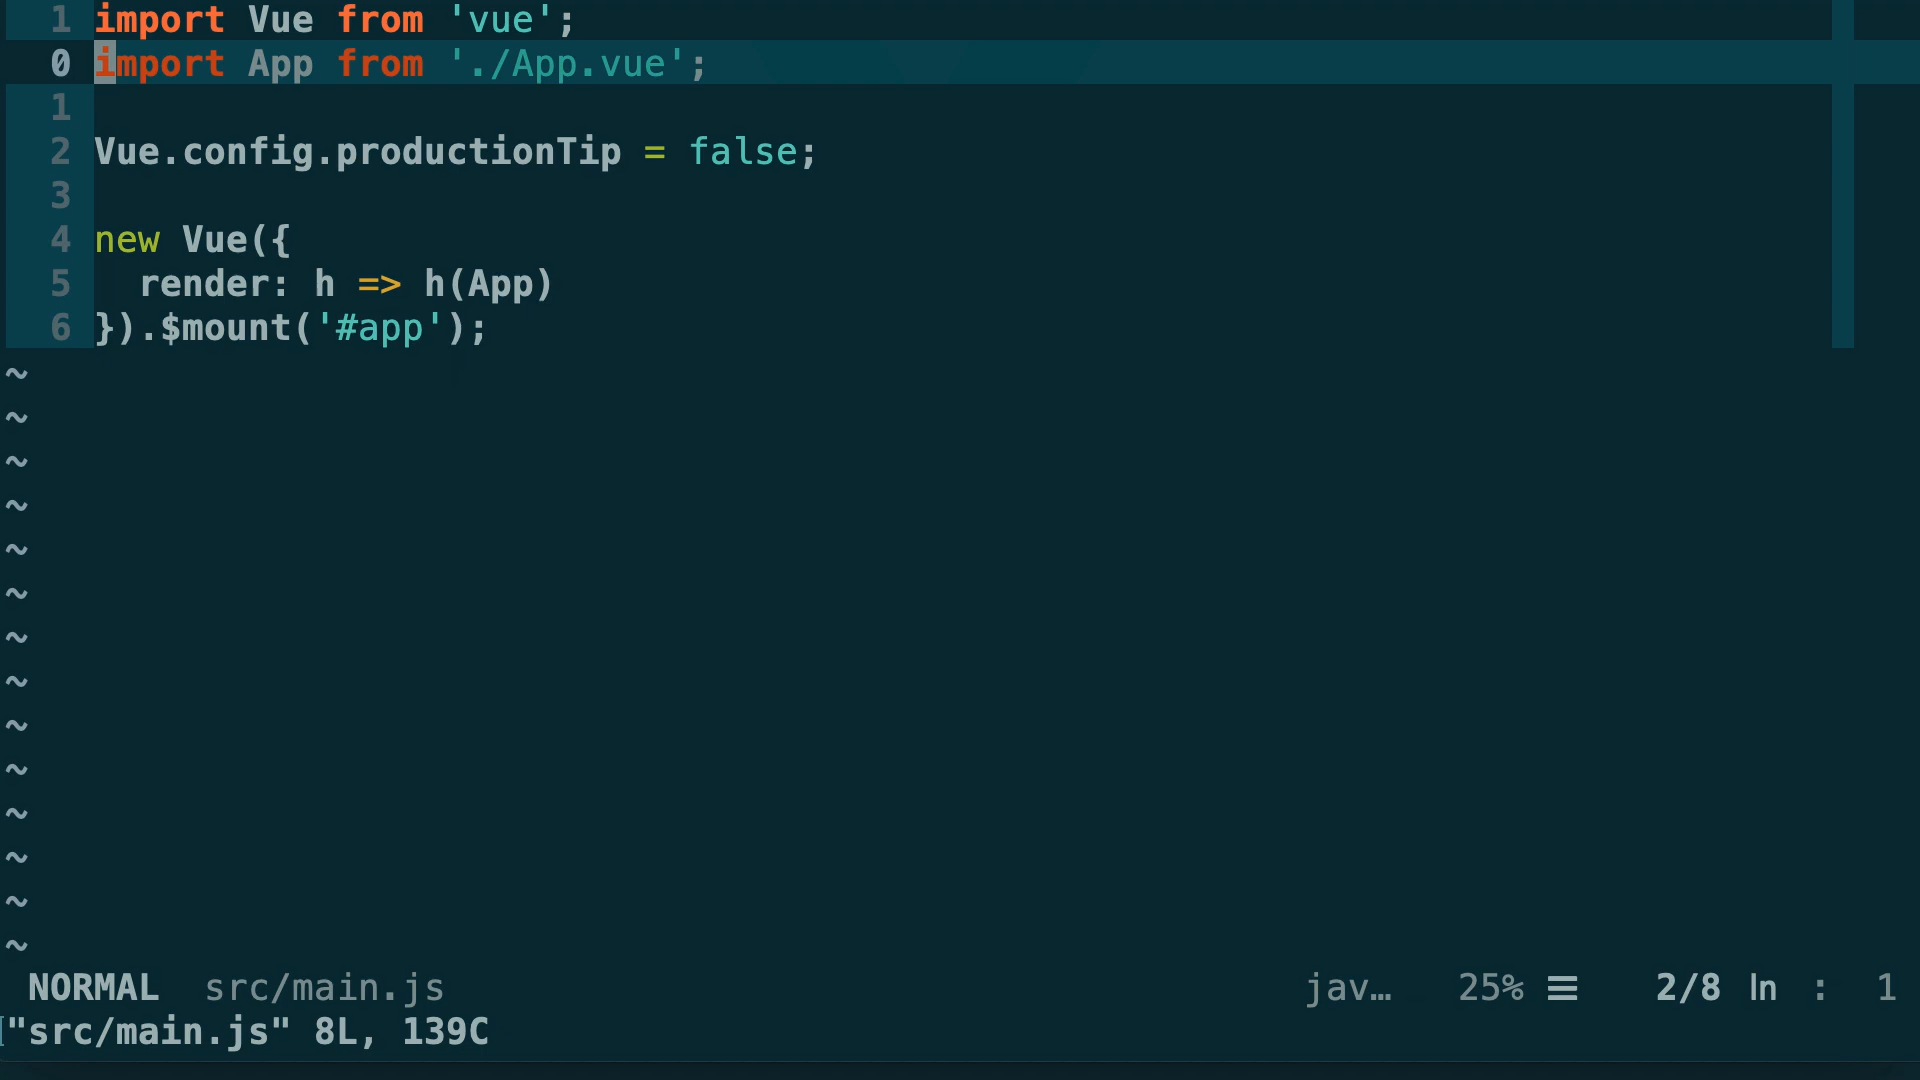 1 import Vue from 'vue';
0 import App from './App.vue';
1
2 Vue.config.productionTip = false;
3
4 new Vue({
5   render: h => h(App)
6 }).$mount('#app');
~
~
~
~
~
~
~
~
~
~
~
~
~
~
NORMAL src/main.js jav… 25% ☰ 2/8 ln : 1
"src/main.js" 8L, 139C